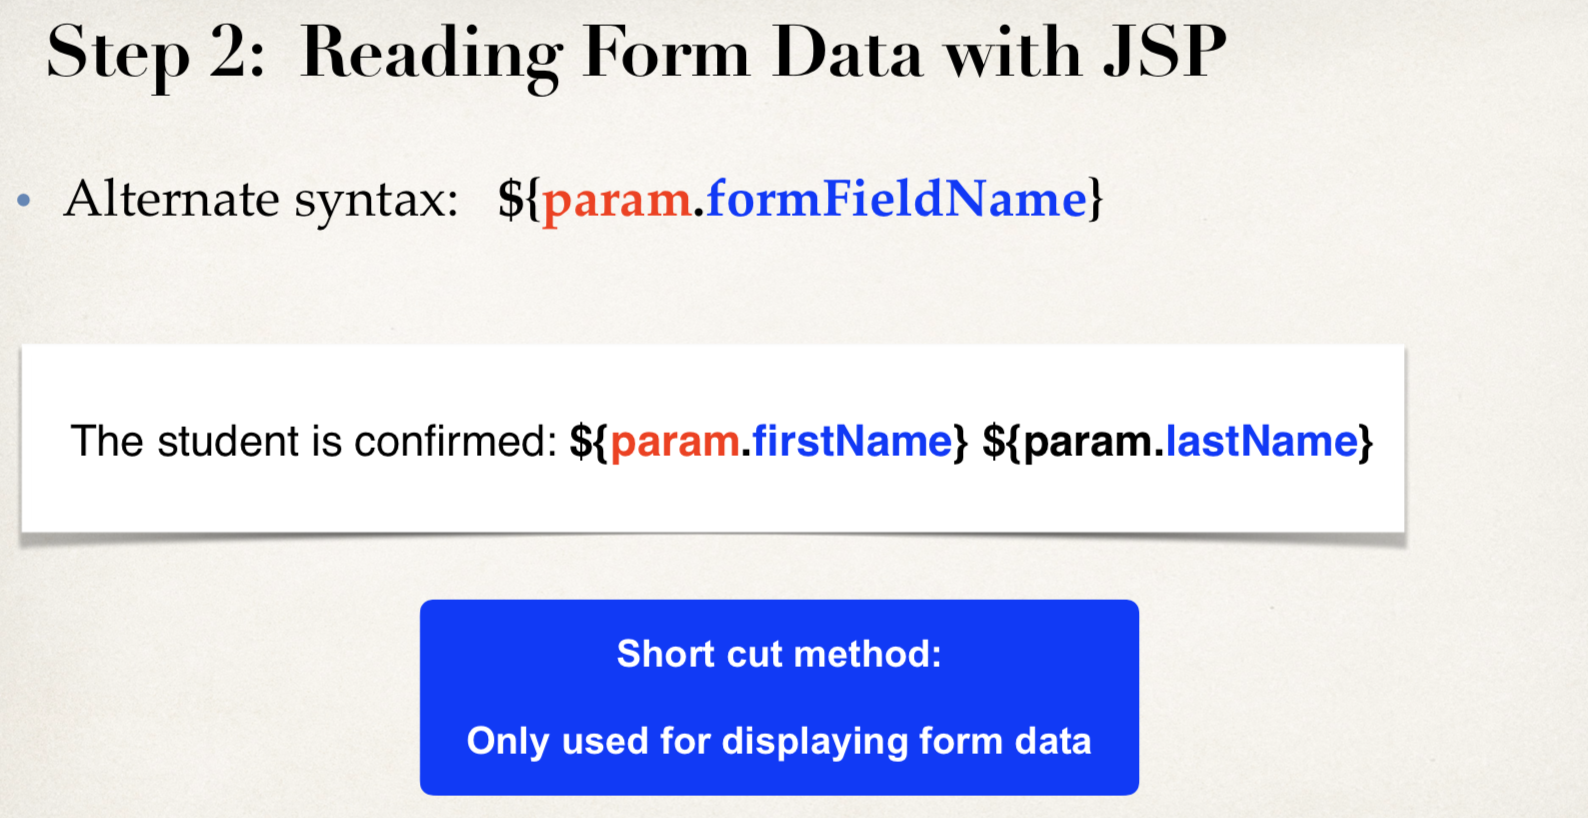 Step 2: Reading Form Data with JSP
• Alternate syntax: ${param.formFieldName}
The student is confirmed: ${param.firstName} ${param.lastName}
Short cut method:
Only used for displaying form data